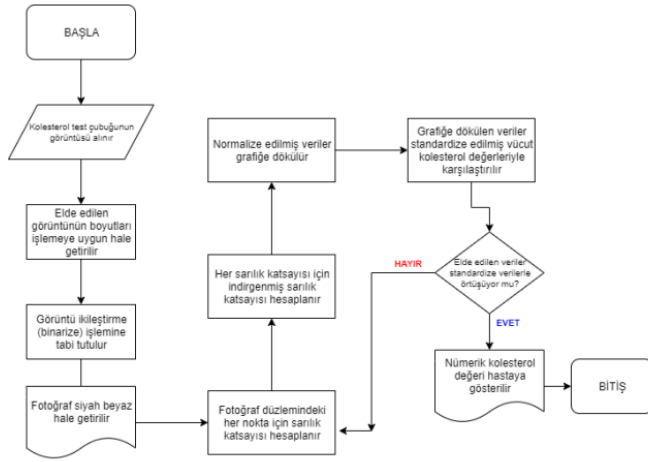 BAŞLA
Kolesterol test çubuğunun
görüntüsü alınır
Elde edilen
görüntünün boyutları
işlemeye uygun hale
getirilir
Görüntü ikileştirme
(binarize) işlemine
tabi tutulur
Fotoğraf siyah beyaz
hale getirilir
Fotoğraf düzlemindeki
her nokta için sarılık
katsayısı hesplanır
Her sarılık katsayısı için
indirgenmiş sarılık
katsayısı hesplanır
Normalize edilmiş veriler
grafiğe dökülür
Grafiğe dökülen veriler
standardize edilmiş vücut
kolesterol değerleriyle
karşılaştırılır
Elde edilen veriler
standardize verilerle
örtüşüyor mu?
HAYIR
EVET
Nümerik kolesterol
değeri hastaya
gösterilir
BİTİŞ